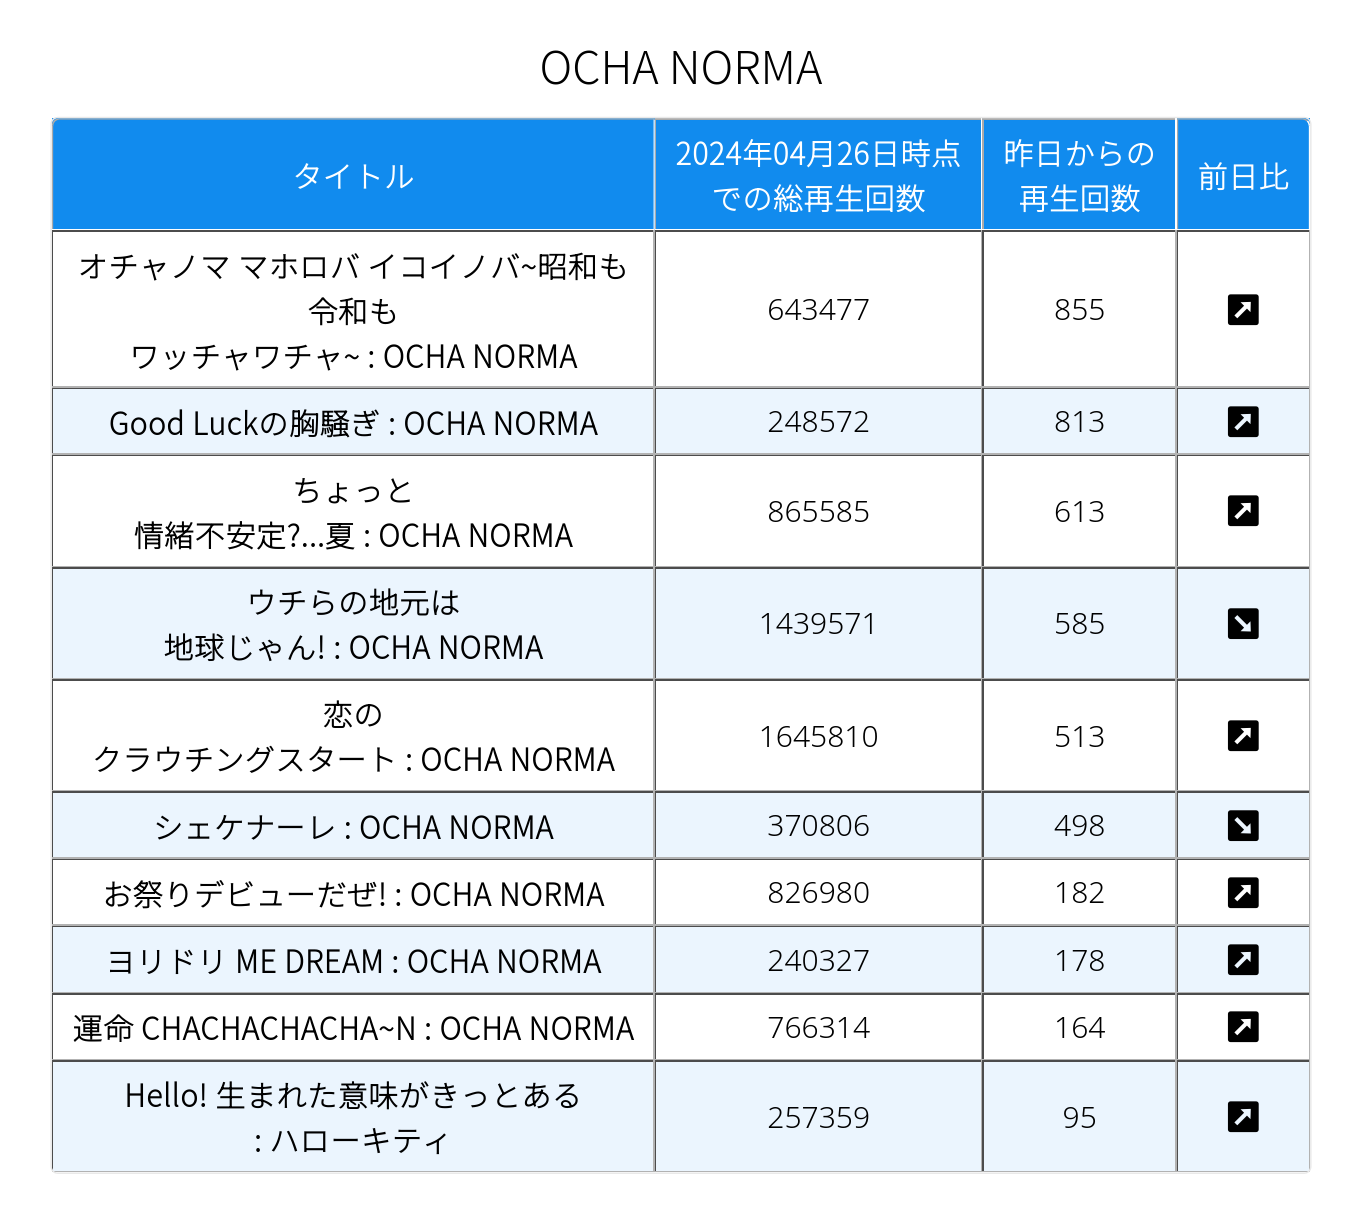 OCHA NORMA
タイトル
2024年04月26日時点
での総再生回数
昨日からの
再生回数
前日比
オチャノマ マホロバ イコイノバ~昭和も
令和も
ワッチャワチャ~ : OCHA NORMA
643477
855
Good Luckの胸騒ぎ : OCHA NORMA
248572
813
ちょっと
情緒不安定?...夏 : OCHA NORMA
865585
613
ウチらの地元は
地球じゃん! : OCHA NORMA
1439571
585
恋の
クラウチングスタート : OCHA NORMA
1645810
513
シェケナーレ : OCHA NORMA
370806
498
お祭りデビューだぜ! : OCHA NORMA
826980
182
ヨリドリ ME DREAM : OCHA NORMA
240327
178
運命 CHACHACHACHA~N : OCHA NORMA
766314
164
Hello! 生まれた意味がきっとある
: ハローキティ
257359
95